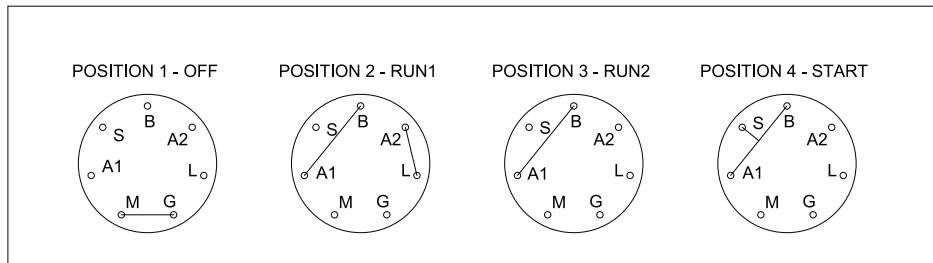 POSITION 1 - OFF
B
S
A2
A1
L
M
G
POSITION 2 - RUN1
B
S
A2
A1
L
M
G
POSITION 3 - RUN2
B
S
A2
A1
L
M
G
POSITION 4 - START
B
S
A2
A1
L
M
G